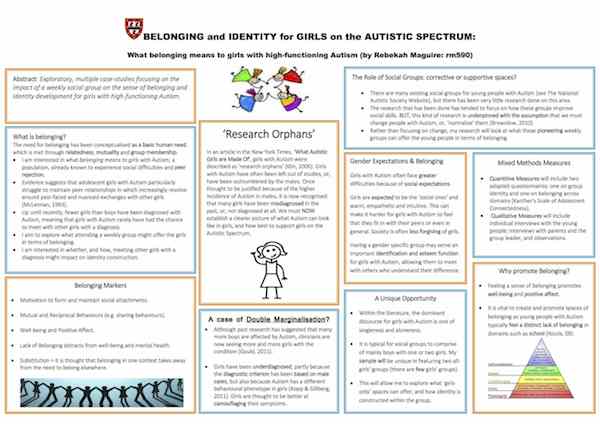 BELONGING and IDENTITY for GIRLS on the AUTISTIC SPECTRUM:
What belonging means to girls with high-functioning Autism (by Rebekah Maguire: rm590)
Abstract: Exploratory, multiple case-studies focusing on the
impact of a weekly social group on the sense of belonging and
identity development for girls with high functioning Autism.
What is belonging?
The need for belonging has been conceptualised as a basic human need
which is met through relatedness, mutuality and group-membership.
I am interested in what belonging means to girls with Autism, a
population, already known to experience social difficulties and peer
rejection.
Evidence suggests that adolescent girls with Autism particularly
struggle to maintain peer relationships which increasingly revolve
around peer-faced and nuanced exchanges with other girls
Up until recently, fewer girls than boys have been diagnosed with
Autism, meaning that girls with Autism rarely have had the chance
to meet with other girls with a diagnosis.
I aim to explore what attending a weekly group might offer the girls
in terms of belonging.
I am interested in whether, and how, meeting other girls with a
diagnosis might impact on identity construction.
Belonging Markers
Motivation to form and maintain social attachments.
Mutual and Reciprocal Behaviours (e.g. sharing behaviours).
Well-being and Positive Affect.
Lack of Belonging detracts from well-being and mental health.
Substitution – it is thought that belonging in one context takes away
from the need to belong elsewhere.
'Research Orphans'
In an article in the New York Times, 'What Autistic
Girls are Made Of', girls with Autism were
described as 'research orphans' (Kim, 2006). Girls
with Autism have often been left out of studies, or,
have been misunderstood by clinicians. Once
thought to be justified because of the higher
incidence of Autism in males, it is now recognised
that many girls have been misdiagnosed in the
past, or, not diagnosed at all. We must NOW
establish a clearer picture of what Autism can look
like in girls, and how best to support girls on the
Autistic Spectrum.
A case of Double Marginalisation?
Although past research has suggested that many
more boys are affected by Autism, clinicians are
now seeing more and more girls with the
condition (Gould, 2011).
Girls have been underdiagnosed; partly because
the diagnostic criterion has been based on male
cases, but also because Autism has a different
behavioural phenotype in girls (Kopp & Gillberg,
2011). Girls are thought to be better at
camouflaging their symptoms.
The Role of Social Groups: corrective or supportive spaces?
There are many existing social groups for young people with Autism (see The National
Autistic Society Website), but there has been very little research done on this area.
The research that has been done has tended to focus on how these groups improve
social skills. BUT, this kind of research is underpinned with the assumption that we must
change people with Autism, or, 'normalise' them (Brownlow, 2010).
Rather than focusing on change, my research will look at what these pioneering weekly
groups can offer the young people in terms of belonging.
Gender Expectations & Belonging
Girls with Autism often face greater
difficulties because of social expectations.
Girls are expected to be the 'social ones' and
warm, empathetic and intuitive, this can
make it harder for girls with Autism to feel
that they fit in with their peers or even in
general. Society is often less forgiving of girls.
Having a gender specific group may serve an
important identification and esteem function
for girls with Autism, allowing them to meet
with others who understand their difference.
Mixed Methods Measures
Quantitative Measures will include two
adapted questionnaires: one on group
identity and one on belonging across
domains (Karcher's Scale of Adolescent
Connectedness).
Qualitative Measures will include
individual interviews with the young
people; interviews with parents and the
group leader, and observations.
A Unique Opportunity
Within the literature, the dominant
discourse for girls with Autism is one
of singleness and aloneness.
It is typical for social groups to comprise
of mainly boys with one or two girls. My
sample will be unique in featuring two all-
girls' groups (there are few girls' groups)
This will allow me to explore what 'girls
only' spaces can offer, and how
identity is constructed within the group.
Why promote Belonging?
Feeling a sense of belonging promotes
well-being and positive affect.
It is vital to create and promote spaces of
belonging as young people with Autism
typically feel a distinct lack of belonging in
domains such as school